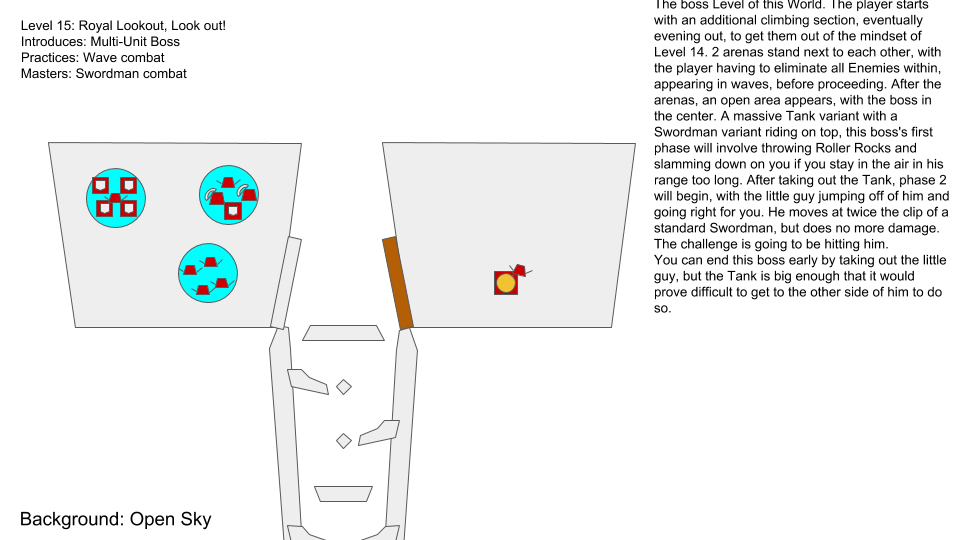 Level 15: Royal Lookout, Look out!
Introduces: Multi-Unit Boss
Practices: Wave combat
Masters: Swordman combat
The boss Level of this World. The player starts
with an additional climbing section, eventually
evening out, to get them out of the mindset of
Level 14. 2 arenas stand next to each other, with
the player having to eliminate all Enemies within,
appearing in waves, before proceeding. After the
arenas, an open area appears, with the boss in
the center. A massive Tank variant with a
Swordman variant riding on top, this boss's first
phase will involve throwing Roller Rocks and
slamming down on you if you stay in the air in his
range too long. After taking out the Tank, phase 2
will begin, with the little guy jumping off of him and
going right for you. He moves at twice the clip of a
standard Swordman, but does no more damage.
The challenge is going to be hitting him.
You can end this boss early by taking out the little
guy, but the Tank is big enough that it would
prove difficult to get to the other side of him to do
so.
Background: Open Sky